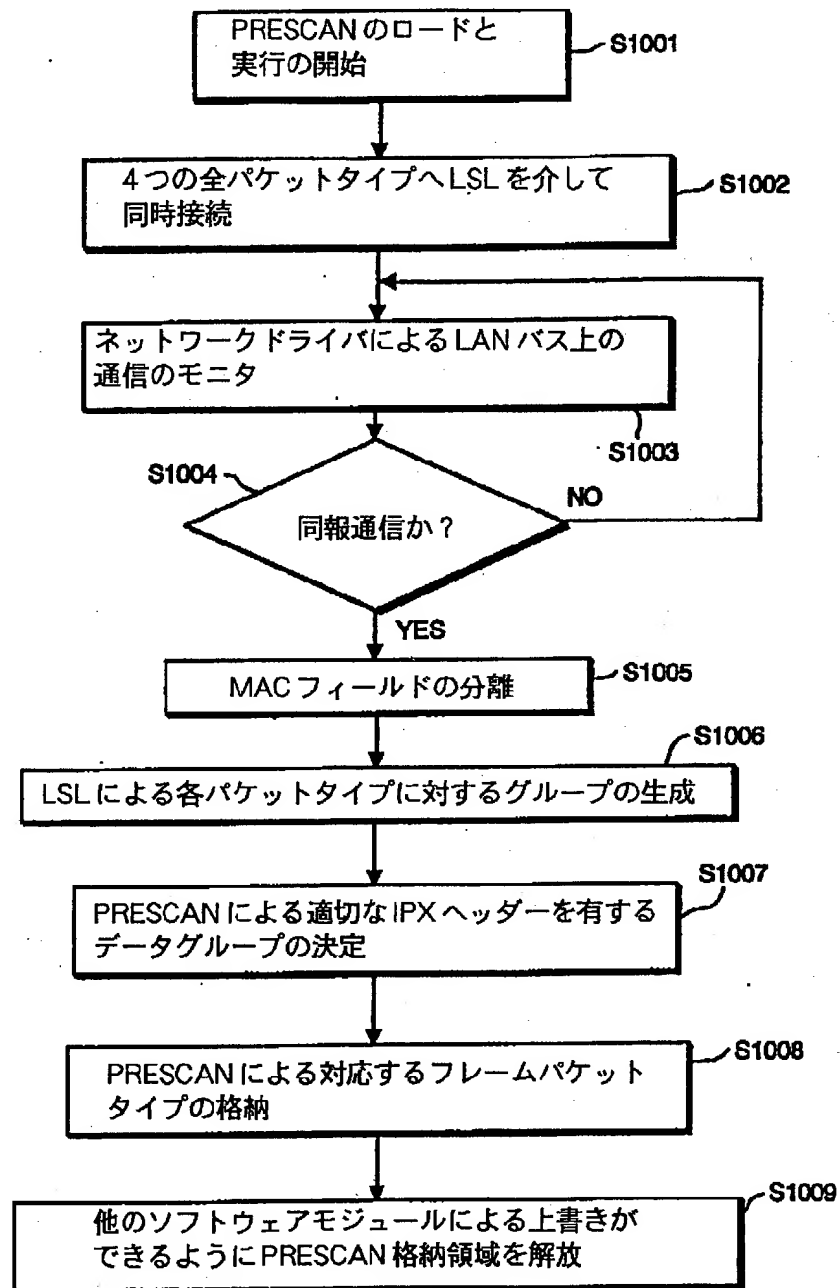 PRESCANのロードと
実行の開始
S1001
4つの全パケットタイプへLSLを介して
同時接続
S1002
ネットワークドライバによるLANバス上の
通信のモニタ
S1003
S1004
同報通信か？
NO
YES
MACフィールドの分離
S1005
S1006
LSLによる各パケットタイプに対するグループの生成
S1007
PRESCANによる適切なIPXヘッダーを有する
データグループの決定
PRESCANによる対応するフレームパケット
タイプの格納
S1008
他のソフトウェアモジュールによる上書きが
できるようにPRESCAN格納領域を解放
S1009